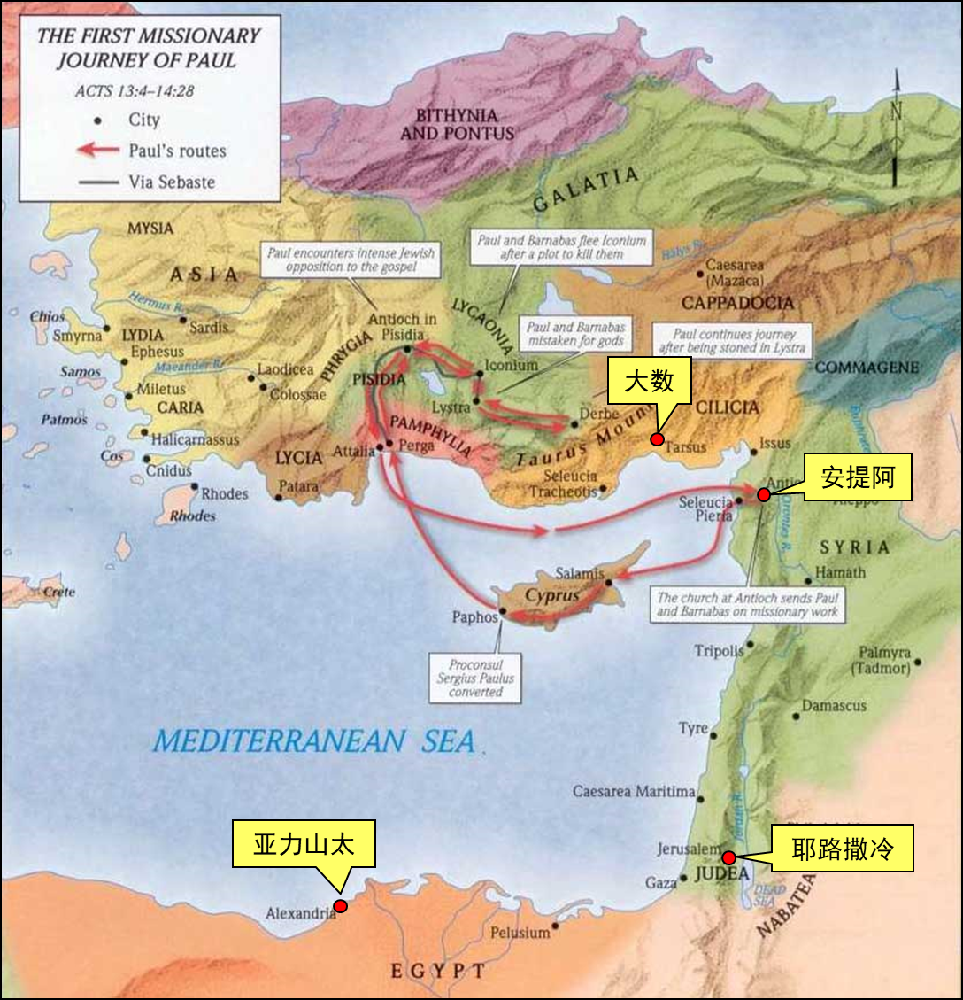 THE FIRST MISSIONARY
JOURNEY OF PAUL
ACTS 13:4–14:28
City
Paul's routes
Via Sebaste
N
BITHYNIA
AND PONTUS
GALATIA
MYSIA
ASIA
Paul encounters intense Jewish
opposition to the gospel
Paul and Barnabas flee Iconium
after a plot to kill them
Halys R.
Caesarea
(Mazaca)
CAPPADOCIA
Hermus R.
Chios
Smyrna
Sardis
LYDIA
Ephesus
Antioch in
Pisidia
LYCAONIA
PHRYGIA
Paul and Barnabas
mistaken for gods
Paul continues journey
after being stoned in Lystra
COMMAGENE
Samos
Maeander R.
Laodicea
Colossae
Miletus
CARIA
PISIDIA
Iconium
Lystra
Derbe
大数
CILICIA
Patmos
Halicarnassus
Cos
Cnidus
LYCIA
Attalia
Perga
PAMPHYLIA
Taurus
Tarsus
Issus
安提阿
Rhodes
Rhodes
Patara
Seleucia
Tracheotis
Seleucia
Pieria
Aleppo
Orontes R.
SYRIA
Hamath
Crete
Salamis
Cyprus
Paphos
The church at Antioch sends Paul
and Barnabas on missionary work
Proconsul
Sergius Paulus
converted
Tripolis
Palmyra
(Tadmor)
Damascus
Tyre
MEDITERRANEAN SEA
Caesarea Maritima
Jordan R.
亚力山太
耶路撒冷
Jerusalem
JUDEA
Gaza
DEAD
SEA
NABATEA
Alexandria
Pelusium
EGYPT